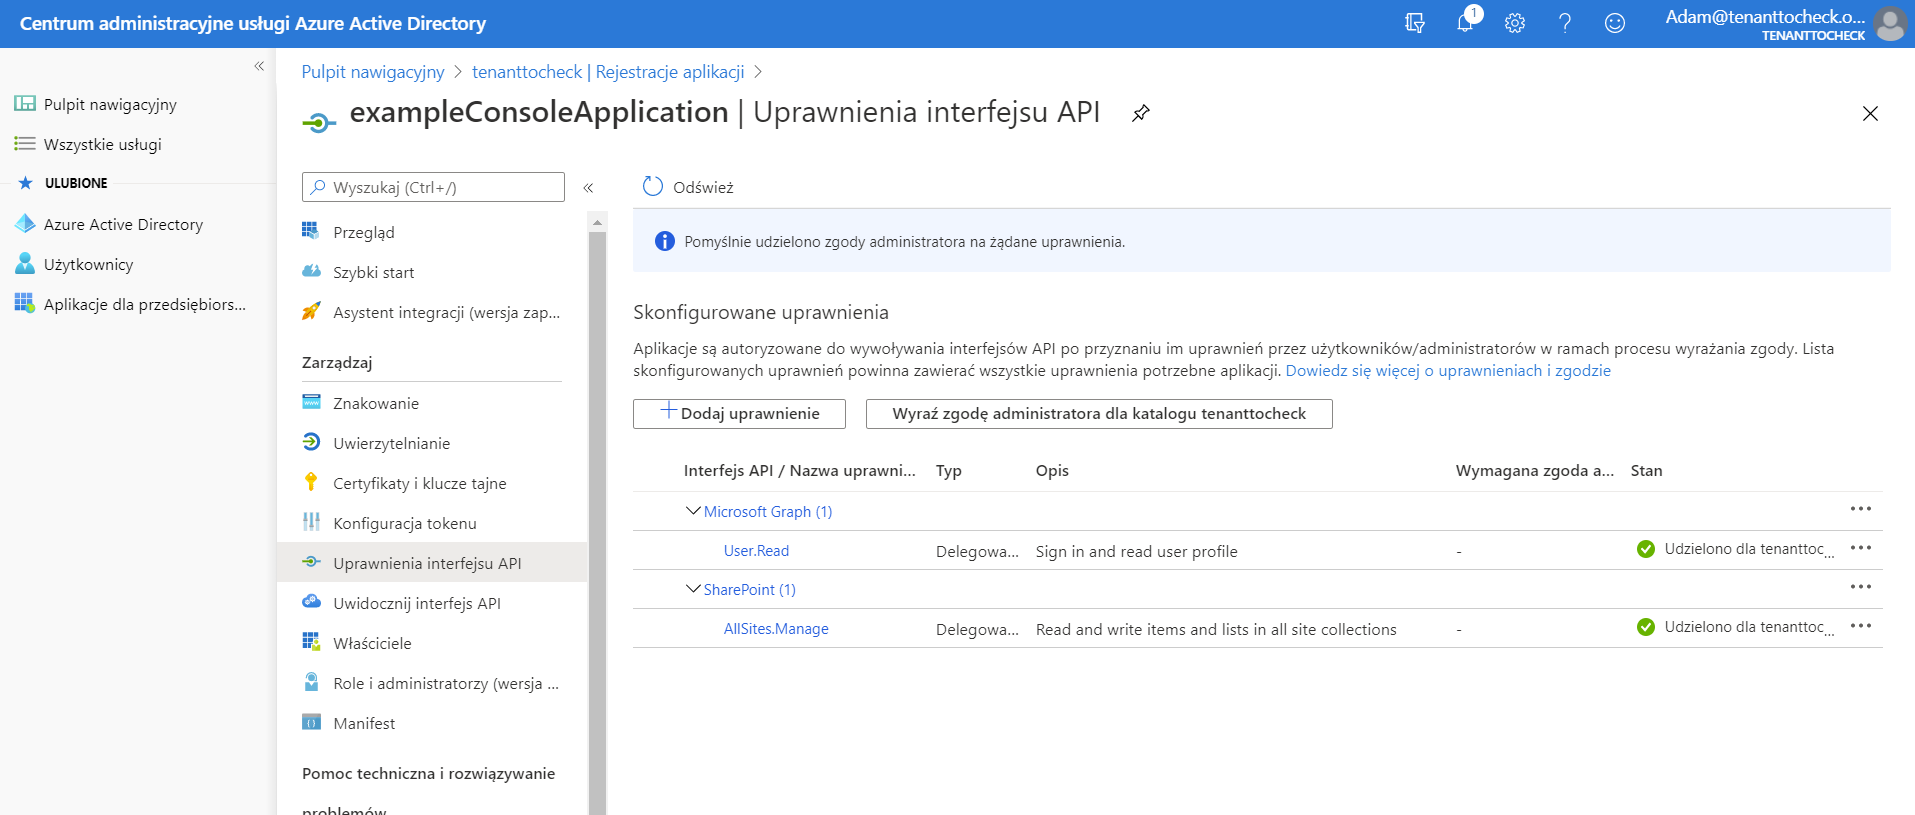 Centrum administracyjne usługi Azure Active Directory
1
Adam@tenanttocheck.o...
TENANTTOCHECK
Pulpit nawigacyjny
Wszystkie usługi
ULUBIONE
Azure Active Directory
Użytkownicy
Aplikacje dla przedsiębiors...
Pulpit nawigacyjny > tenanttocheck | Rejestracje aplikacji >
exampleConsoleApplication | Uprawnienia interfejsu API
Wyszukaj (Ctrl+/)
Przegląd
Szybki start
Asystent integracji (wersja zap...
Zarządzaj
Znakowanie
Uwierzytelnianie
Certyfikaty i klucze tajne
Konfiguracja tokenu
Uprawnienia interfejsu API
Uwidocznij interfejs API
Właściciele
Role i administratorzy (wersja ...
Manifest
Pomoc techniczna i rozwiązywanie
problemów
Odśwież
Pomyślnie udzielono zgody administratora na żądane uprawnienia.
Skonfigurowane uprawnienia
Aplikacje są autoryzowane do wywoływania interfejsów API po przyznaniu im uprawnień przez użytkowników/administratorów w ramach procesu wyrażania zgody. Lista
skonfigurowanych uprawnień powinna zawierać wszystkie uprawnienia potrzebne aplikacji. Dowiedz się więcej o uprawnieniach i zgodzie
Dodaj uprawnienie Wyraź zgodę administratora dla katalogu tenanttocheck
Interfejs API / Nazwa uprawni... Typ Opis Wymagana zgoda a... Stan
Microsoft Graph (1) ...
User.Read Delegowa... Sign in and read user profile - Udzielono dla tenanttoc... ...
SharePoint (1) ...
AllSites.Manage Delegowa... Read and write items and lists in all site collections - Udzielono dla tenanttoc... ...